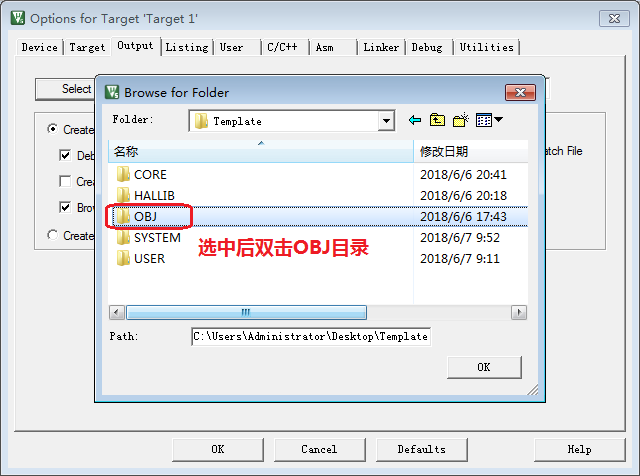 Options for Target 'Target 1'
Device Target Output Listing User C/C++ Asm Linker Debug Utilities
Select
Browse for Folder
Folder: Template
Create
Deb
Crea
Brow
Create
atch File
名称 修改日期
CORE 2018/6/6 20:41
HALLIB 2018/6/6 20:18
OBJ 2018/6/6 17:43
SYSTEM 2018/6/7 9:52
USER 2018/6/7 9:11
选中后双击OBJ目录
Path: C:\Users\Administrator\Desktop\Template
OK
OK Cancel Defaults Help